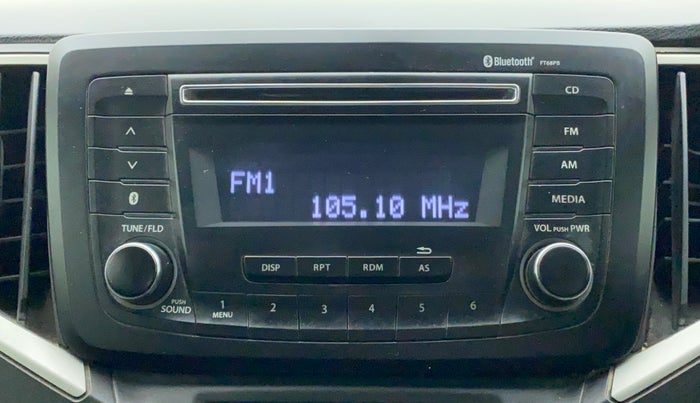 Bluetooth FT68PB
CD
FM
AM
MEDIA
FM1
105.10 MHz
TUNE/FLD
VOL PUSH PWR
DISP RPT RDM AS
PUSH
SOUND
1 2 3 4 5 6
MENU